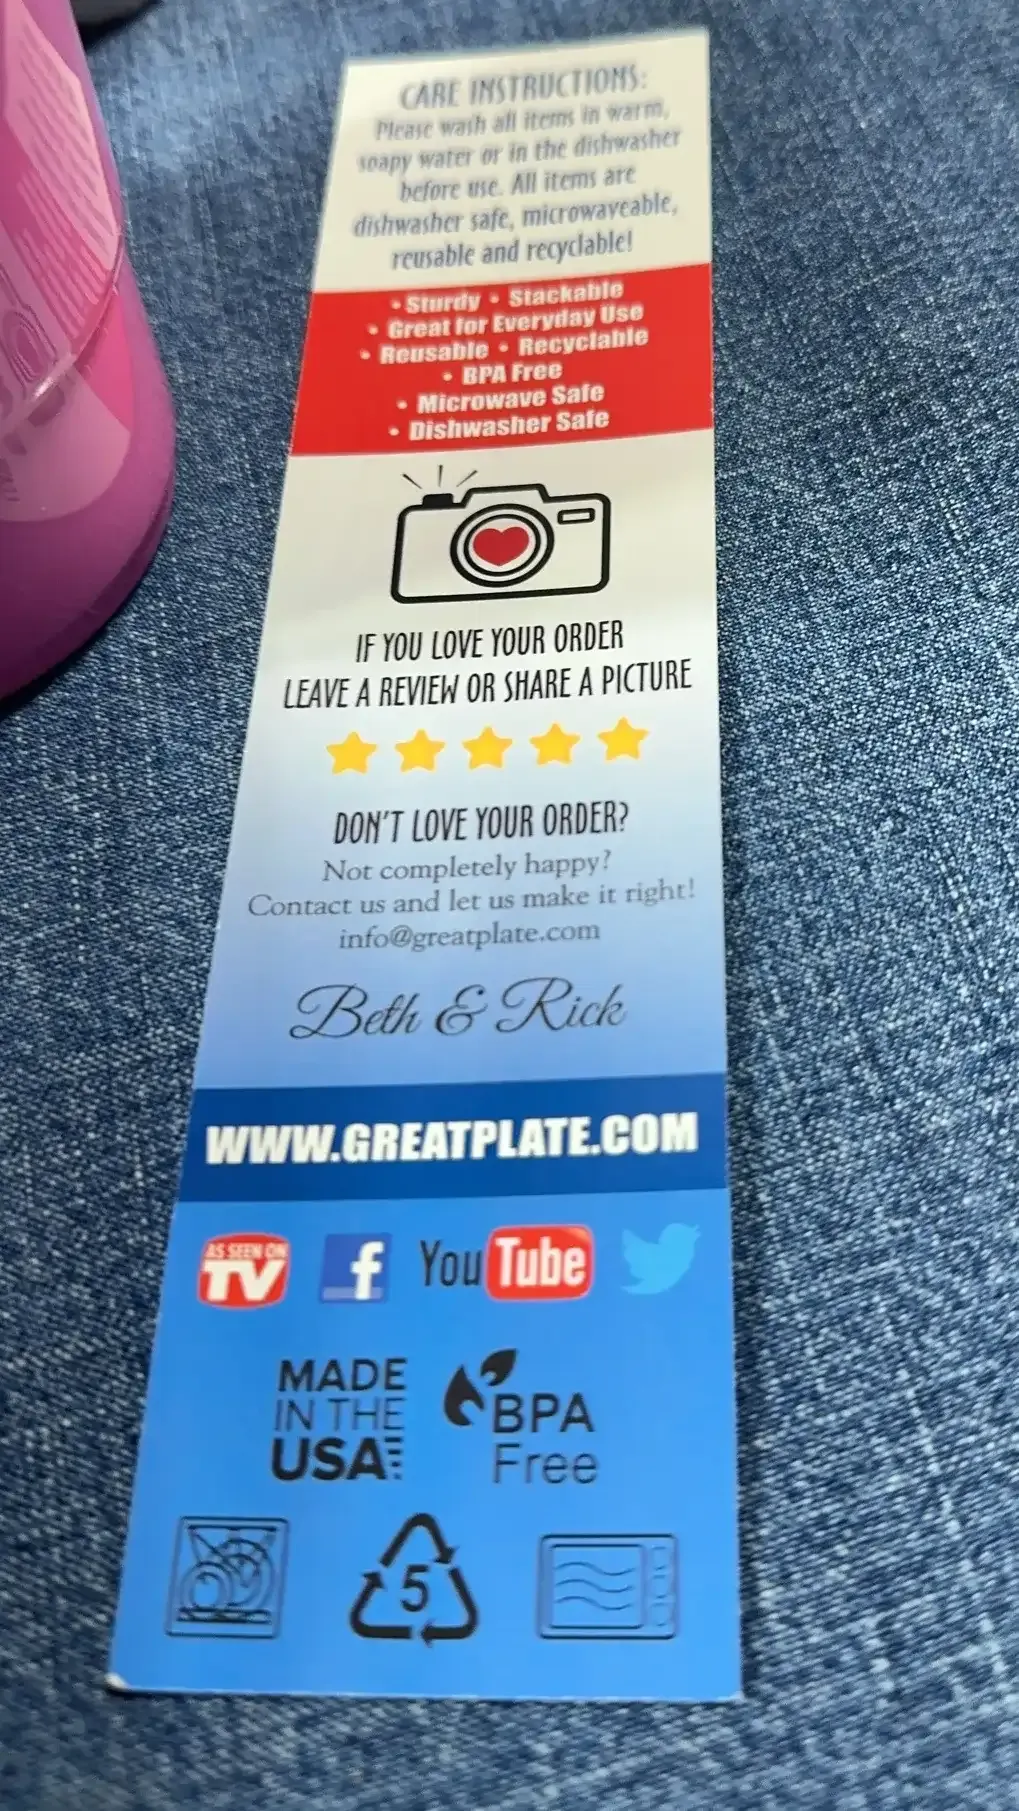 CARE INSTRUCTIONS:
Please wash all items in warm,
soapy water or in the dishwasher
before use. All items are
dishwasher safe, microwaveable,
reusable and recyclable!
• Sturdy • Stackable
• Great for Everyday Use
• Reusable • Recyclable
• BPA Free
• Microwave Safe
• Dishwasher Safe
IF YOU LOVE YOUR ORDER
LEAVE A REVIEW OR SHARE A PICTURE
DON'T LOVE YOUR ORDER?
Not completely happy?
Contact us and let us make it right!
info@greatplate.com
Beth & Rick
WWW.GREATPLATE.COM
AS SEEN ON
TV
f
YouTube
MADE
IN THE
USA
BPA
Free
5